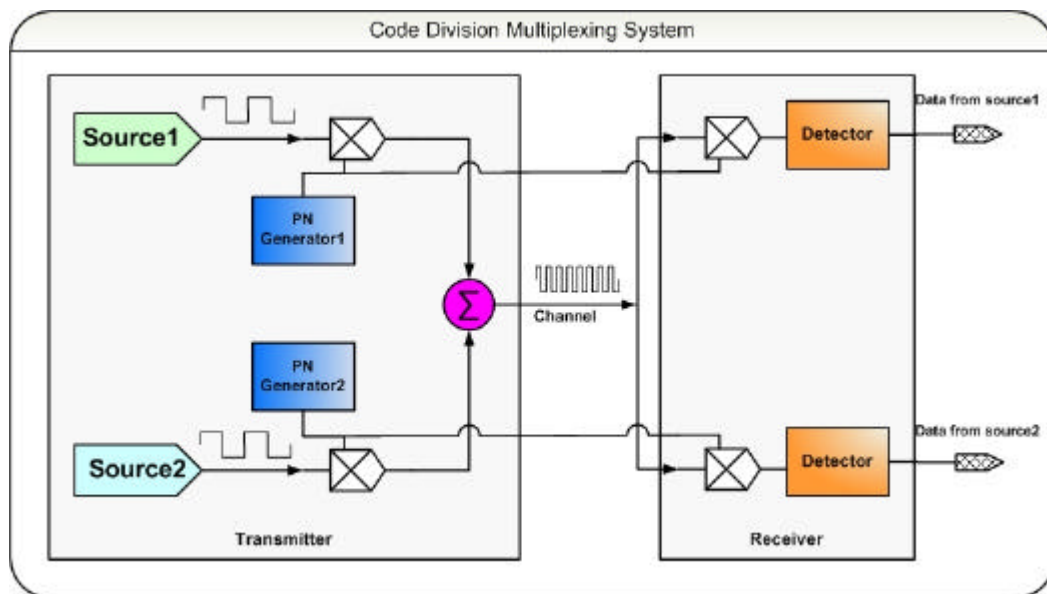 Code Division Multiplexing System
Source1
PN
Generator1
Detector
Data from source1
Σ
Channel
PN
Generator2
Source2
Detector
Data from source2
Transmitter
Receiver